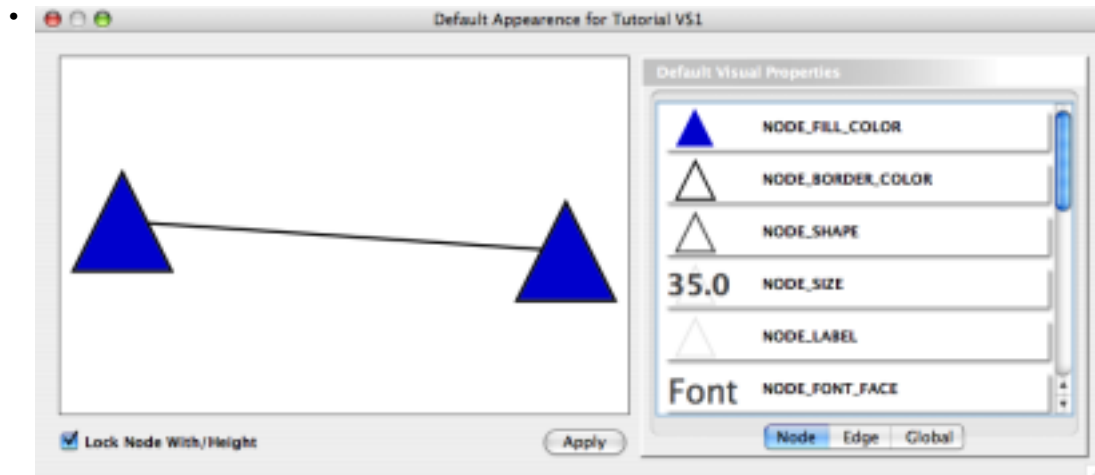 Default Appearence for Tutorial VS1
Default Visual Properties
NODE_FILL_COLOR
NODE_BORDER_COLOR
NODE_SHAPE
35.0 NODE_SIZE
NODE_LABEL
Font NODE_FONT_FACE
Lock Node With/Height
Apply
Node Edge Global